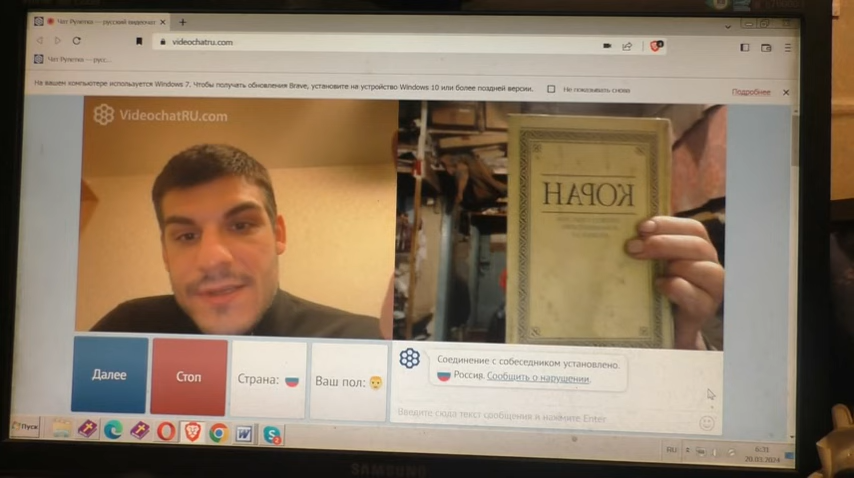 Чат Рулетка — русский видеочат
videochatru.com
Чат Рулетка — русс...
На вашем компьютере используется Windows 7. Чтобы получать обновления Brave, установите на устройство Windows 10 или более поздней версии.
Не показывать снова
Подробнее
VideochatRU.com
КОРАН
Далее
Стоп
Страна:
Ваш пол:
Соединение с собеседником установлено.
Россия. Сообщить о нарушении.
Введите сюда текст сообщения и нажмите Enter
Пуск
RU
6:31
20.03.2024
SAMSUNG